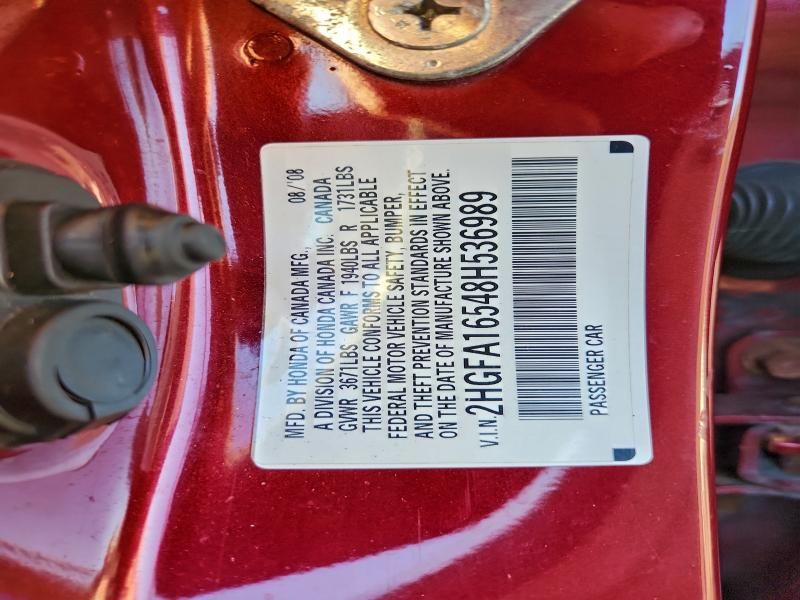 MFD. BY HONDA OF CANADA MFG., 08/'08
A DIVISION OF HONDA CANADA INC. CANADA
GVWR 3671LBS GAWR F 1940LBS R 1731LBS
THIS VEHICLE CONFORMS TO ALL APPLICABLE
FEDERAL MOTOR VEHICLE SAFETY, BUMPER,
AND THEFT PREVENTION STANDARDS IN EFFECT
ON THE DATE OF MANUFACTURE SHOWN ABOVE.
V.I.N. 2HGFA16548H536989
PASSENGER CAR